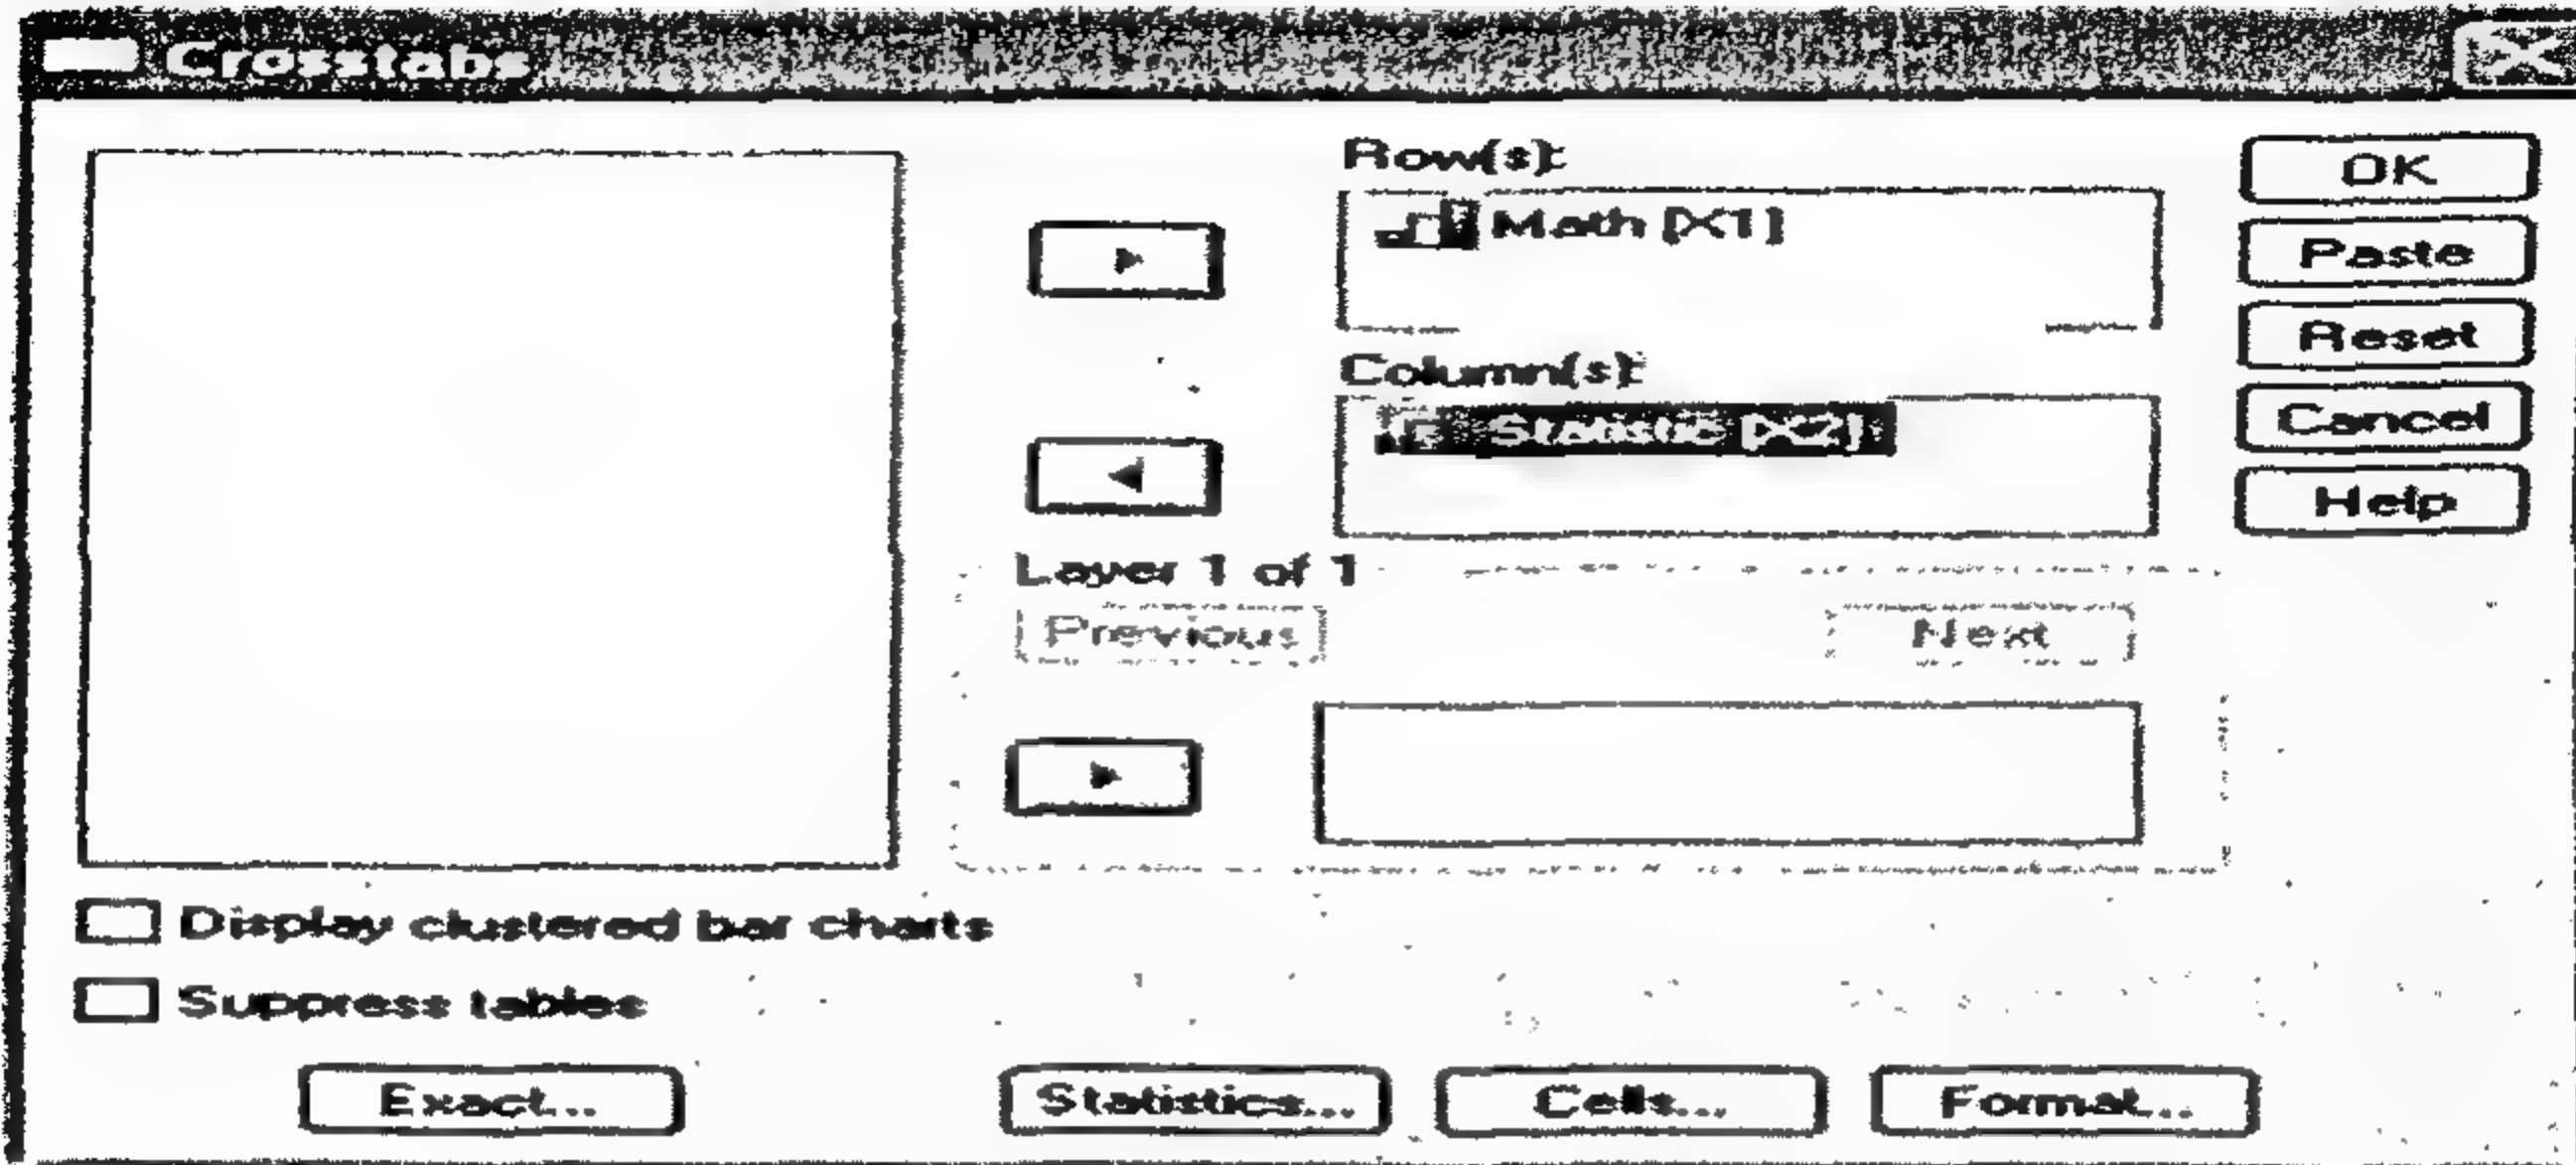 Crosstabs
Row(s):
Math [X1]
Column(s):
Statistic [X2]
OK
Paste
Reset
Cancel
Help
Layer 1 of 1
Previous
Next
Display clustered bar charts
Suppress tables
Exact...
Statistics...
Cells...
Format...